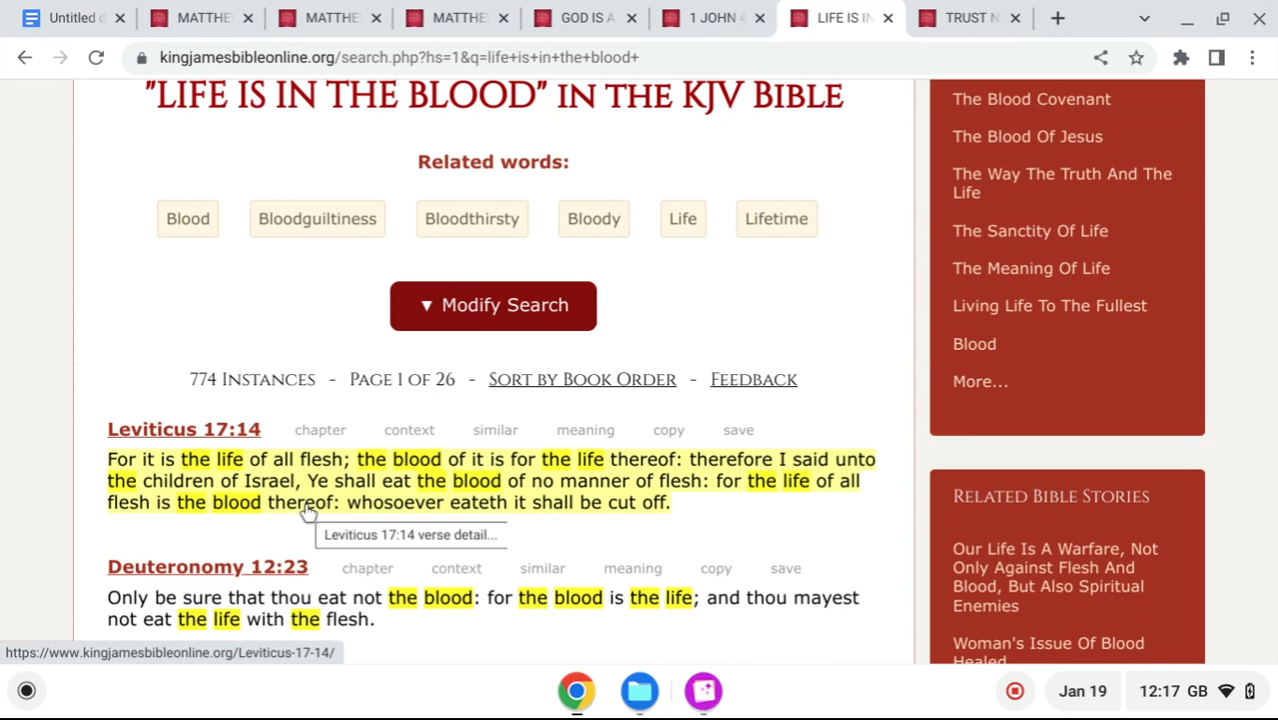 Untitled d
MATTHE
MATTHE
MATTHE
GOD IS A
1 JOHN 4
LIFE IS IN
TRUST N
kingjamesbibleonline.org/search.php?hs=1&q=life+is+in+the+blood+
"LIFE IS IN THE BLOOD" IN THE KJV BIBLE
Related words:
Blood
Bloodguiltiness
Bloodthirsty
Bloody
Life
Lifetime
▼ Modify Search
774 INSTANCES - PAGE 1 OF 26 - SORT BY BOOK ORDER - FEEDBACK
Leviticus 17:14 chapter context similar meaning copy save
For it is the life of all flesh; the blood of it is for the life thereof: therefore I said unto
the children of Israel, Ye shall eat the blood of no manner of flesh: for the life of all
flesh is the blood thereof: whosoever eateth it shall be cut off.
Leviticus 17:14 verse detail...
Deuteronomy 12:23 chapter context similar meaning copy save
Only be sure that thou eat not the blood: for the blood is the life; and thou mayest
not eat the life with the flesh.
https://www.kingjamesbibleonline.org/Leviticus-17-14/
The Blood Covenant
The Blood Of Jesus
The Way The Truth And The
Life
The Sanctity Of Life
The Meaning Of Life
Living Life To The Fullest
Blood
More...
RELATED BIBLE STORIES
Our Life Is A Warfare, Not
Only Against Flesh And
Blood, But Also Spiritual
Enemies
Woman's Issue Of Blood
Healed
Jan 19
12:17 GB